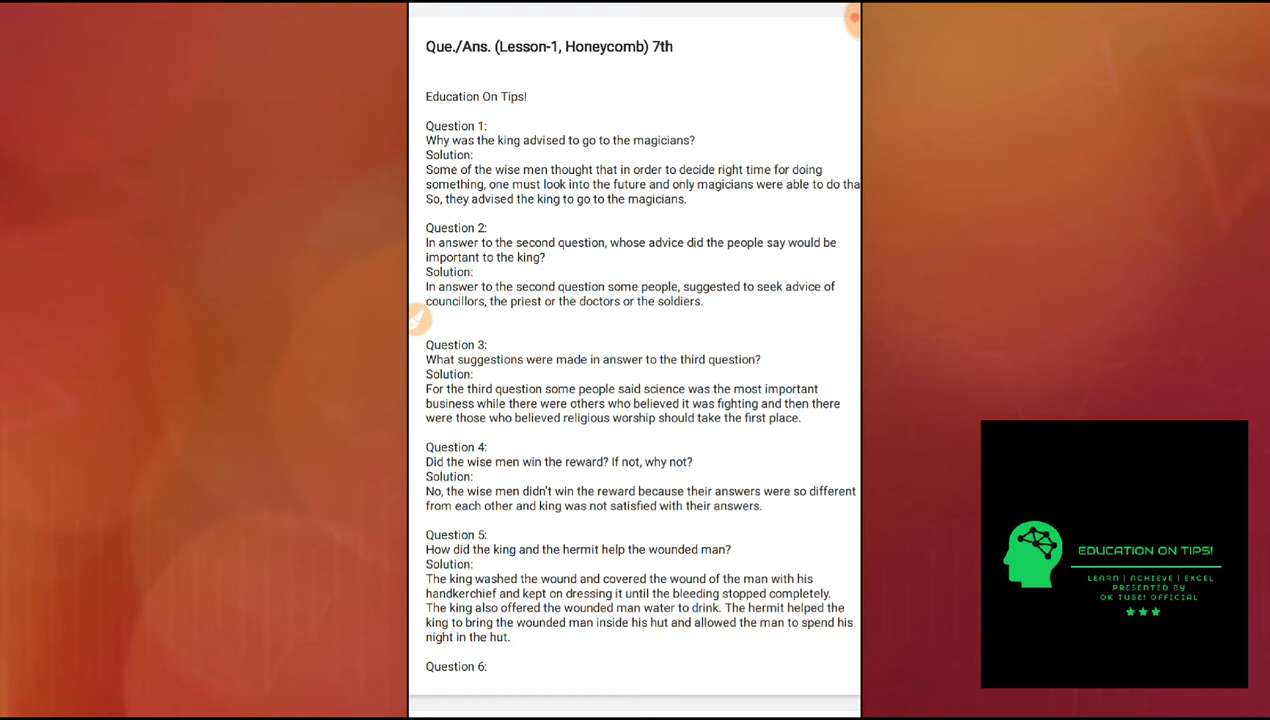 Que./Ans. (Lesson-1, Honeycomb) 7th
Education On Tips!
Question 1:
Why was the king advised to go to the magicians?
Solution:
Some of the wise men thought that in order to decide right time for doing
something, one must look into the future and only magicians were able to do tha
So, they advised the king to go to the magicians.
Question 2:
In answer to the second question, whose advice did the people say would be
important to the king?
Solution:
In answer to the second question some people, suggested to seek advice of
councillors, the priest or the doctors or the soldiers.
Question 3:
What suggestions were made in answer to the third question?
Solution:
For the third question some people said science was the most important
business while there were others who believed it was fighting and then there
were those who believed religious worship should take the first place.
Question 4:
Did the wise men win the reward? If not, why not?
Solution:
No, the wise men didn't win the reward because their answers were so different
from each other and king was not satisfied with their answers.
Question 5:
How did the king and the hermit help the wounded man?
Solution:
The king washed the wound and covered the wound of the man with his
handkerchief and kept on dressing it until the bleeding stopped completely.
The king also offered the wounded man water to drink. The hermit helped the
king to bring the wounded man inside his hut and allowed the man to spend his
night in the hut.
Question 6:
EDUCATION ON TIPS!
LEARN | ACHIEVE | EXCEL
PRESENTED BY
OK TUBE! OFFICIAL